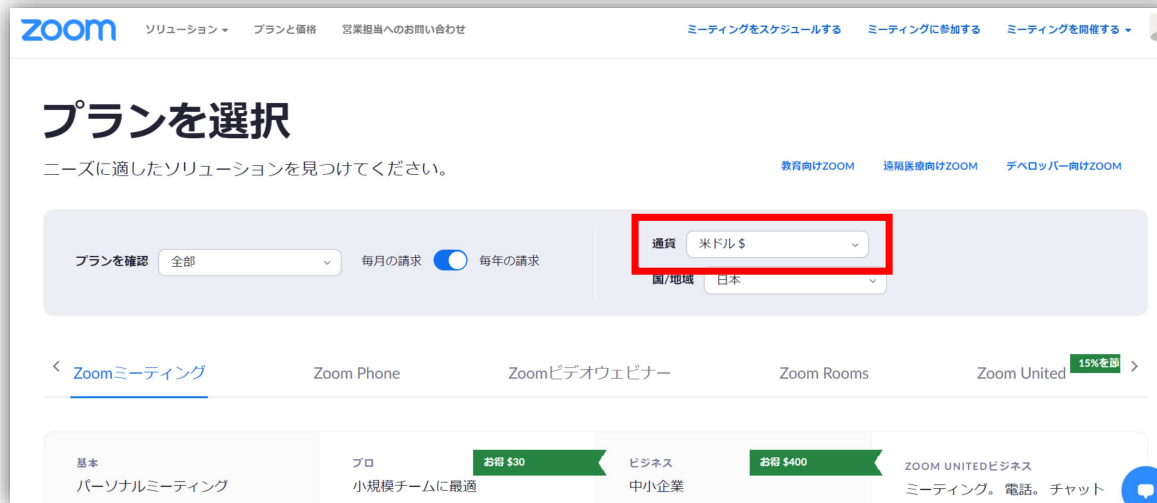 zoom ソリューション プランと価格 営業担当へのお問い合わせ ミーティングをスケジュールする ミーティングに参加する ミーティングを開催する
プランを選択
ニーズに適したソリューションを見つけてください。
教育向けZOOM 遠隔医療向けZOOM デベロッパー向けZOOM
通貨 米ドル $
プランを確認 全部 毎月の請求 毎年の請求
国/地域 日本
Zoomミーティング Zoom Phone Zoomビデオウェビナー Zoom Rooms Zoom United 15%を節
基本 プロ お得 $30 ビジネス お得 $400 ZOOM UNITEDビジネス
パーソナルミーティング 小規模チームに最適 中小企業 ミーティング。 電話。 チャット